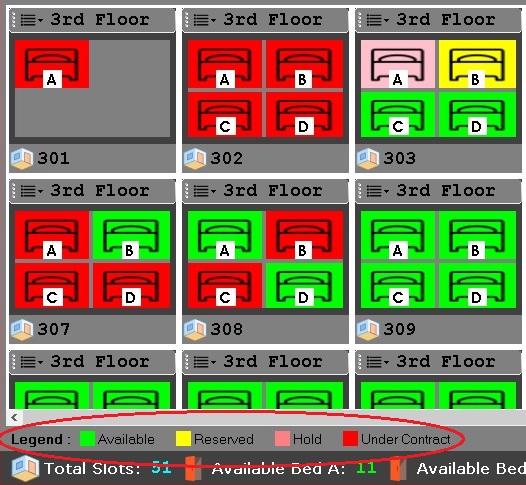 3rd Floor 3rd Floor 3rd Floor
A A B A B
C D C D
301 302 303
3rd Floor 3rd Floor 3rd Floor
A B A B A B
C D C D C D
307 308 309
3rd Floor 3rd Floor 3rd Floor
Legend : Available Reserved Hold Under Contract
Total Slots: 51 Available Bed A: 11 Available Bed